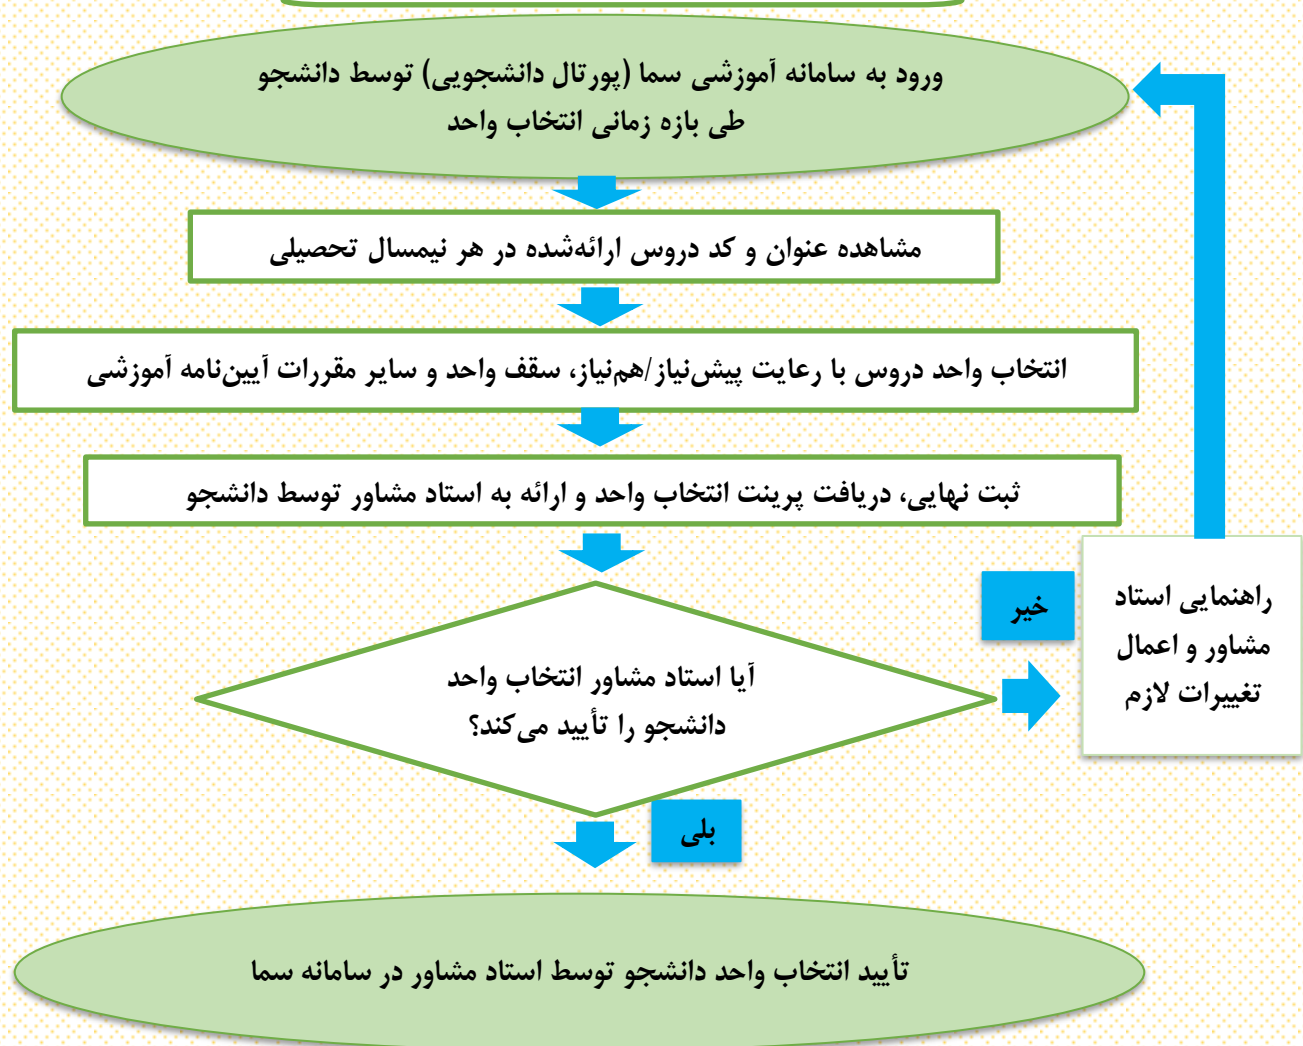 ورود به سامانه آموزشی سما (پورتال دانشجویی) توسط دانشجو
طی بازه زمانی انتخاب واحد
مشاهده عنوان و کد دروس ارائه‌شده در هر نیمسال تحصیلی
انتخاب واحد دروس با رعایت پیش‌نیاز/هم‌نیاز، سقف واحد و سایر مقررات آیین‌نامه آموزشی
ثبت نهایی، دریافت پرینت انتخاب واحد و ارائه به استاد مشاور توسط دانشجو
آیا استاد مشاور انتخاب واحد
دانشجو را تأیید می‌کند؟
خیر
راهنمایی استاد
مشاور و اعمال
تغییرات لازم
بلی
تأیید انتخاب واحد دانشجو توسط استاد مشاور در سامانه سما